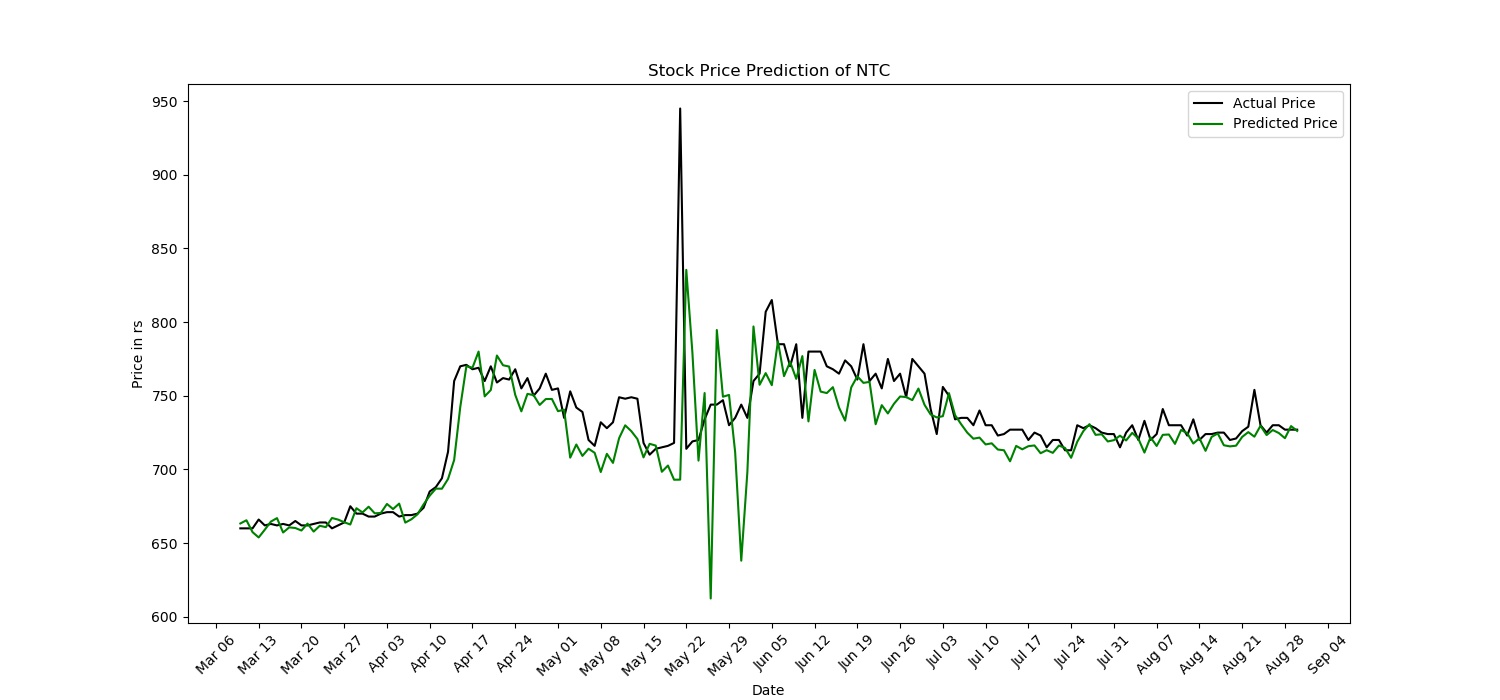 Stock Price Prediction of NTC
Actual Price
Predicted Price
Price in rs
950
900
850
800
750
700
650
600
Mar 06
Mar 13
Mar 20
Mar 27
Apr 03
Apr 10
Apr 17
Apr 24
May 01
May 08
May 15
May 22
May 29
Jun 05
Jun 12
Jun 19
Jun 26
Jul 03
Jul 10
Jul 17
Jul 24
Jul 31
Aug 07
Aug 14
Aug 21
Aug 28
Sep 04
Date